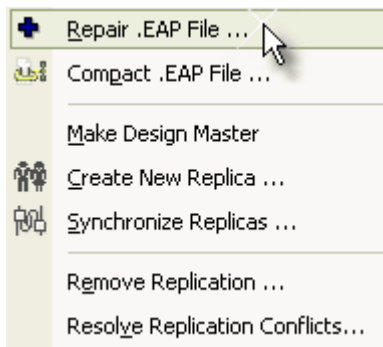 Repair .EAP File ...
Compact .EAP File ...
Make Design Master
Create New Replica ...
Synchronize Replicas ...
Remove Replication ...
Resolve Replication Conflicts...